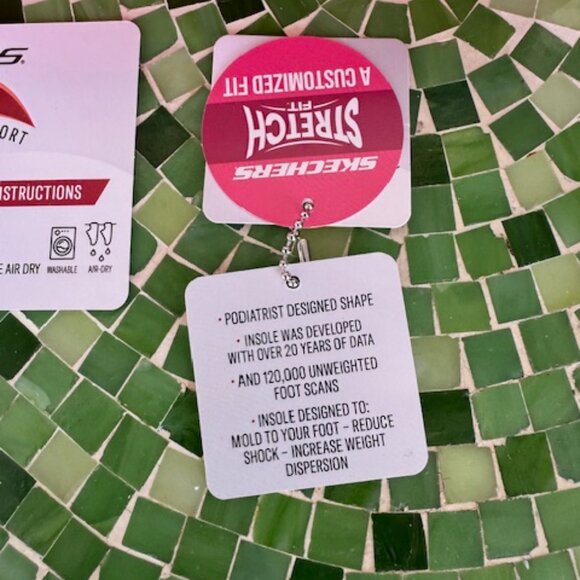 S®
PORT
INSTRUCTIONS
E AIR DRY
WASHABLE
AIR-DRY
SKECHERS
STRETCH
FIT®
A CUSTOMIZED FIT
• PODIATRIST DESIGNED SHAPE
• INSOLE WAS DEVELOPED
WITH OVER 20 YEARS OF DATA
• AND 120,000 UNWEIGHTED
FOOT SCANS
• INSOLE DESIGNED TO:
MOLD TO YOUR FOOT – REDUCE
SHOCK – INCREASE WEIGHT
DISPERSION